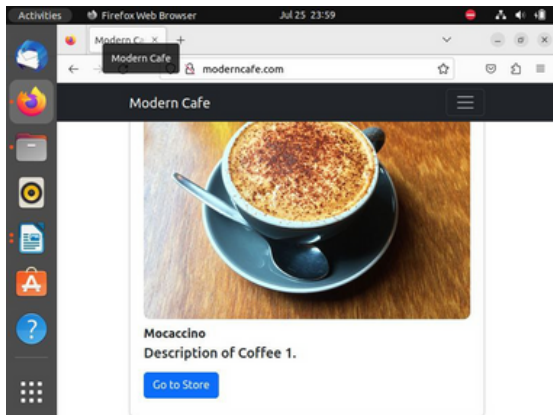 Activities Firefox Web Browser Jul 25 23:59
Modern Ca
Modern Cafe
moderncafe.com
Modern Cafe
Mocaccino
Description of Coffee 1.
Go to Store